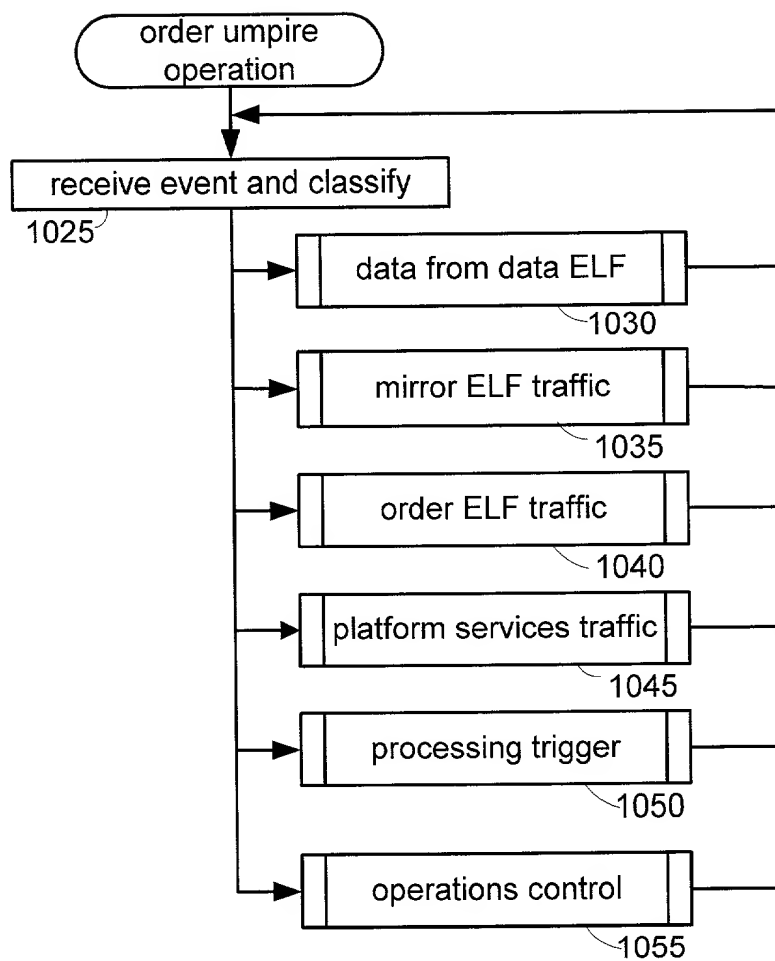 order umpire
operation
receive event and classify
1025
data from data ELF
1030
mirror ELF traffic
1035
order ELF traffic
1040
platform services traffic
1045
processing trigger
1050
operations control
1055